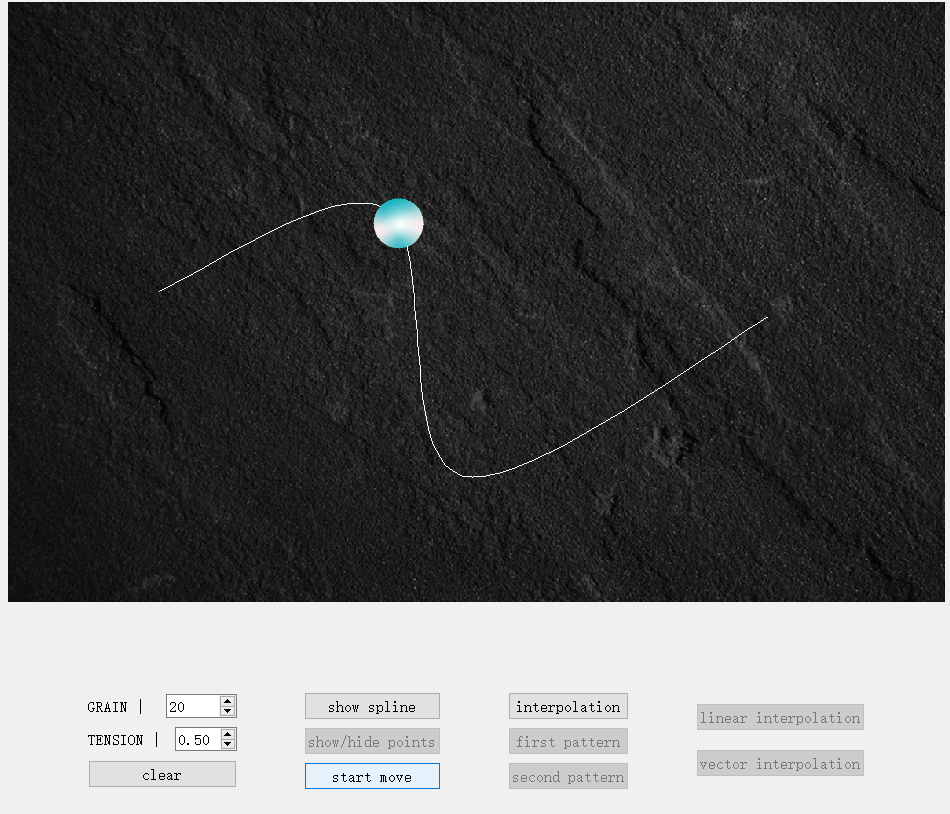 GRAIN | 20
TENSION | 0.50
clear
show spline
show/hide points
start move
interpolation
first pattern
second pattern
linear interpolation
vector interpolation